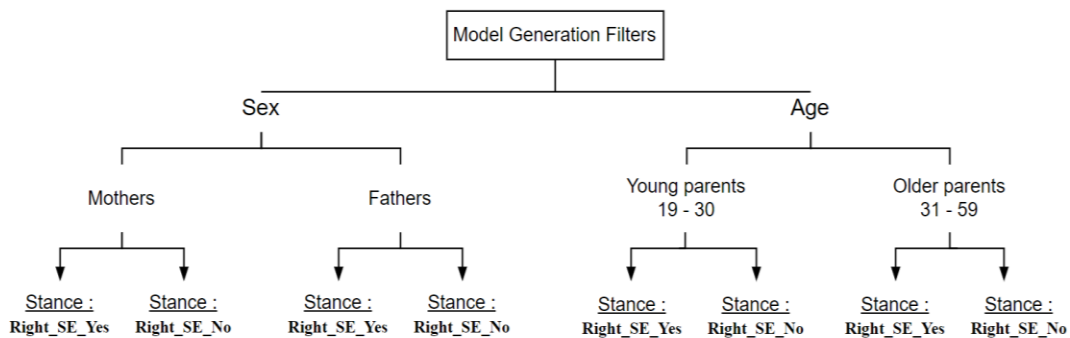 Model Generation Filters
Sex
Age
Mothers
Fathers
Young parents
19 - 30
Older parents
31 - 59
Stance :
Right_SE_Yes
Stance :
Right_SE_No
Stance :
Right_SE_Yes
Stance :
Right_SE_No
Stance :
Right_SE_Yes
Stance :
Right_SE_No
Stance :
Right_SE_Yes
Stance :
Right_SE_No